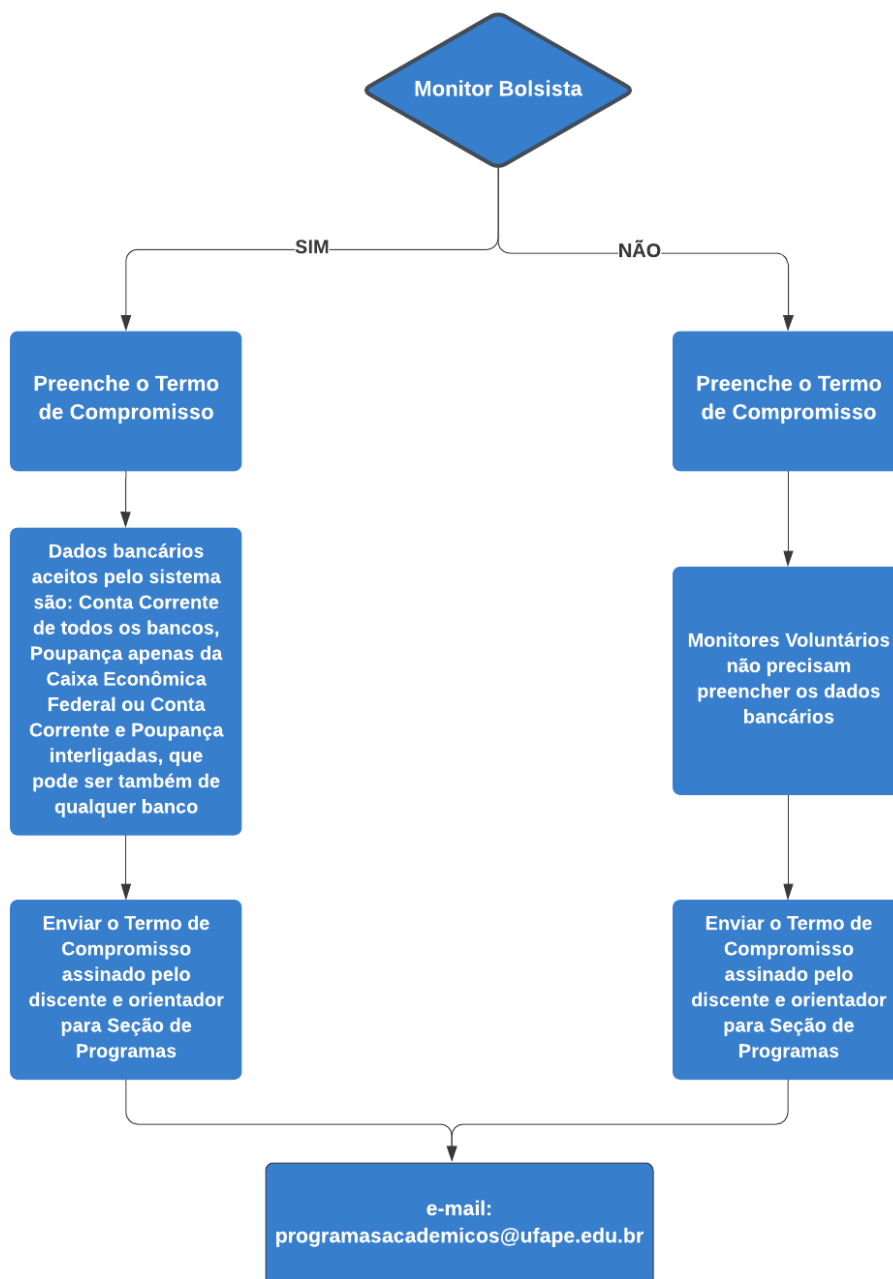 Monitor Bolsista
SIM
NÃO
Preenche o Termo
de Compromisso
Preenche o Termo
de Compromisso
Dados bancários
aceitos pelo sistema
são: Conta Corrente
de todos os bancos,
Poupança apenas da
Caixa Econômica
Federal ou Conta
Corrente e Poupança
interligadas, que
pode ser também de
qualquer banco
Monitores Voluntários
não precisam
preencher os dados
bancários
Enviar o Termo de
Compromisso
assinado pelo
discente e orientador
para Seção de
Programas
Enviar o Termo de
Compromisso
assinado pelo
discente e orientador
para Seção de
Programas
e-mail:
programasacademicos@ufape.edu.br